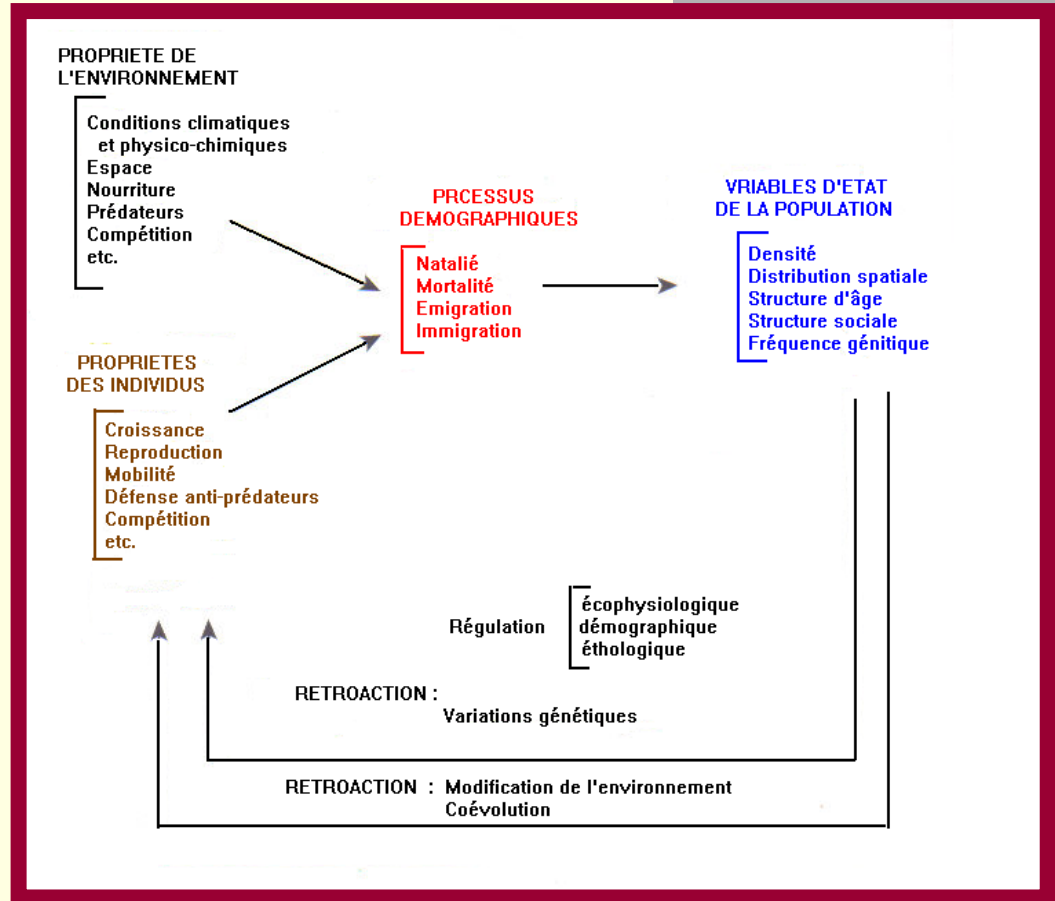 PROPRIETE DE
L'ENVIRONNEMENT
Conditions climatiques
et physico-chimiques
Espace
Nourriture
Prédateurs
Compétition
etc.
PROPRIETES
DES INDIVIDUS
Croissance
Reproduction
Mobilité
Défense anti-prédateurs
Compétition
etc.
PRCESSUS
DEMOGRAPHIQUES
Natalié
Mortalité
Emigration
Immigration
VRIABLES D'ETAT
DE LA POPULATION
Densité
Distribution spatiale
Structure d'âge
Structure sociale
Fréquence génitique
Régulation
écophysiologique
démographique
éthologique
RETROACTION :
Variations génétiques
RETROACTION : Modification de l'environnement
Coévolution